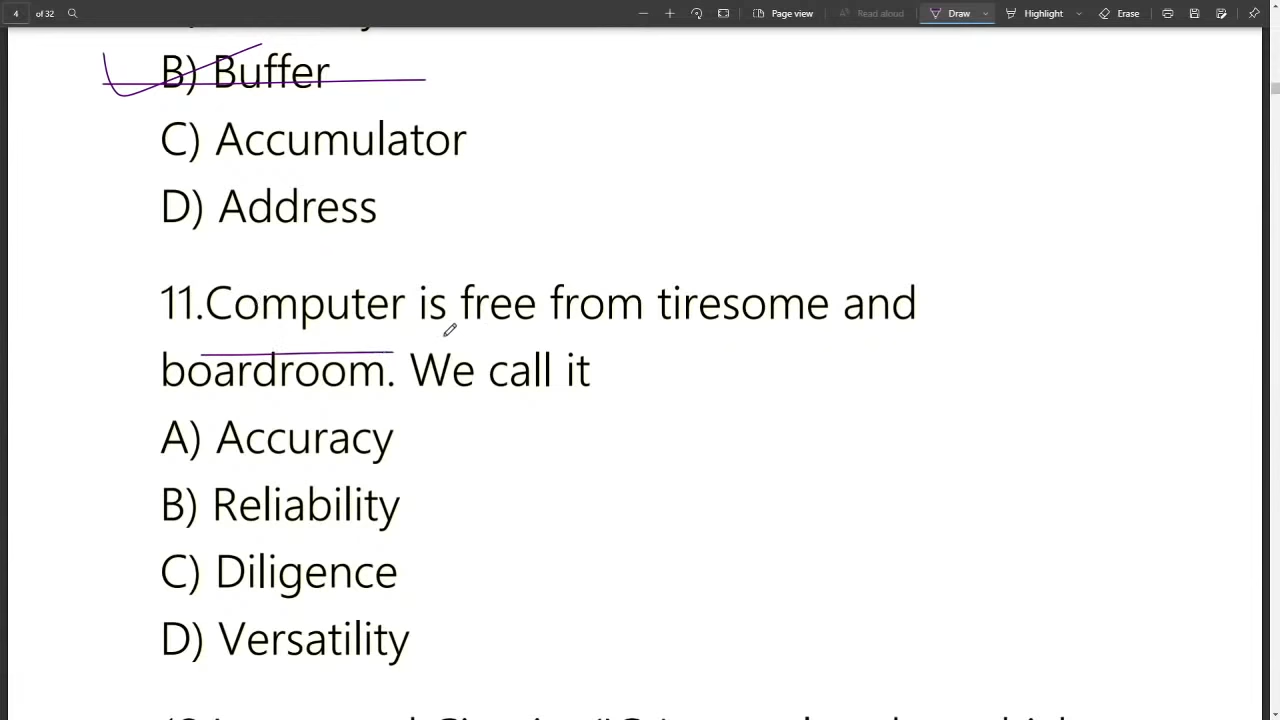 4 of 32 Page view Read aloud Draw Highlight Erase
B) Buffer
C) Accumulator
D) Address
11.Computer is free from tiresome and
boardroom. We call it
A) Accuracy
B) Reliability
C) Diligence
D) Versatility